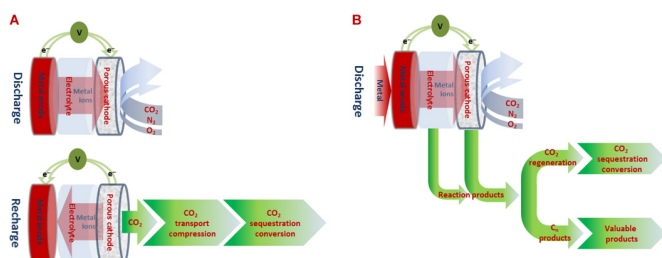 A
V
e⁻
e⁻
Discharge
Electrolyte
Metal
ions
Porous cathode
CO₂
N₂
O₂
V
e⁻
e⁻
Recharge
Electrolyte
Metal
ions
Porous cathode
CO₂
CO₂
transport
compression
CO₂
sequestration
conversion
B
V
e⁻
e⁻
Discharge
Metal
Electrolyte
Metal
ions
Porous cathode
CO₂
N₂
O₂
Reaction products
CO₂
regeneration
CO₂
sequestration
conversion
products
Valuable
products